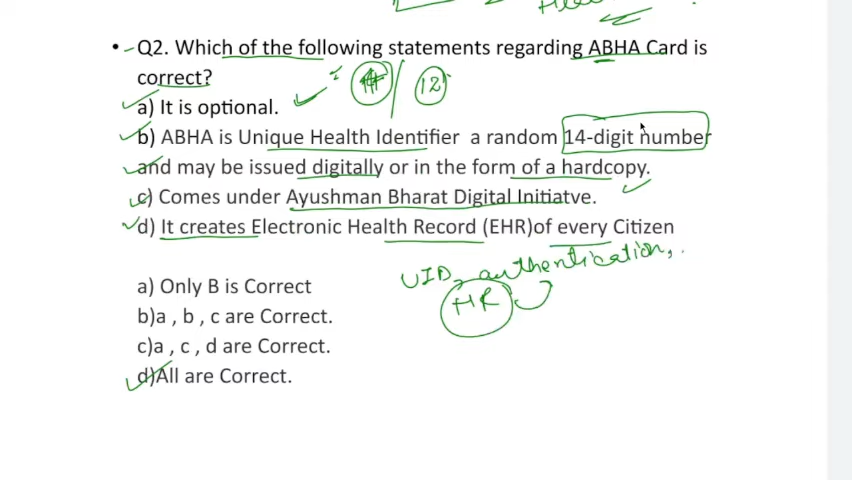 • Q2. Which of the following statements regarding ABHA Card is
correct?
12
a) It is optional.
b) ABHA is Unique Health Identifier a random 14-digit number
and may be issued digitally or in the form of a hardcopy.
c) Comes under Ayushman Bharat Digital Initiatve.
d) It creates Electronic Health Record (EHR)of every Citizen
UID, authentication,
HR
a) Only B is Correct
b)a , b , c are Correct.
c)a , c , d are Correct.
d)All are Correct.